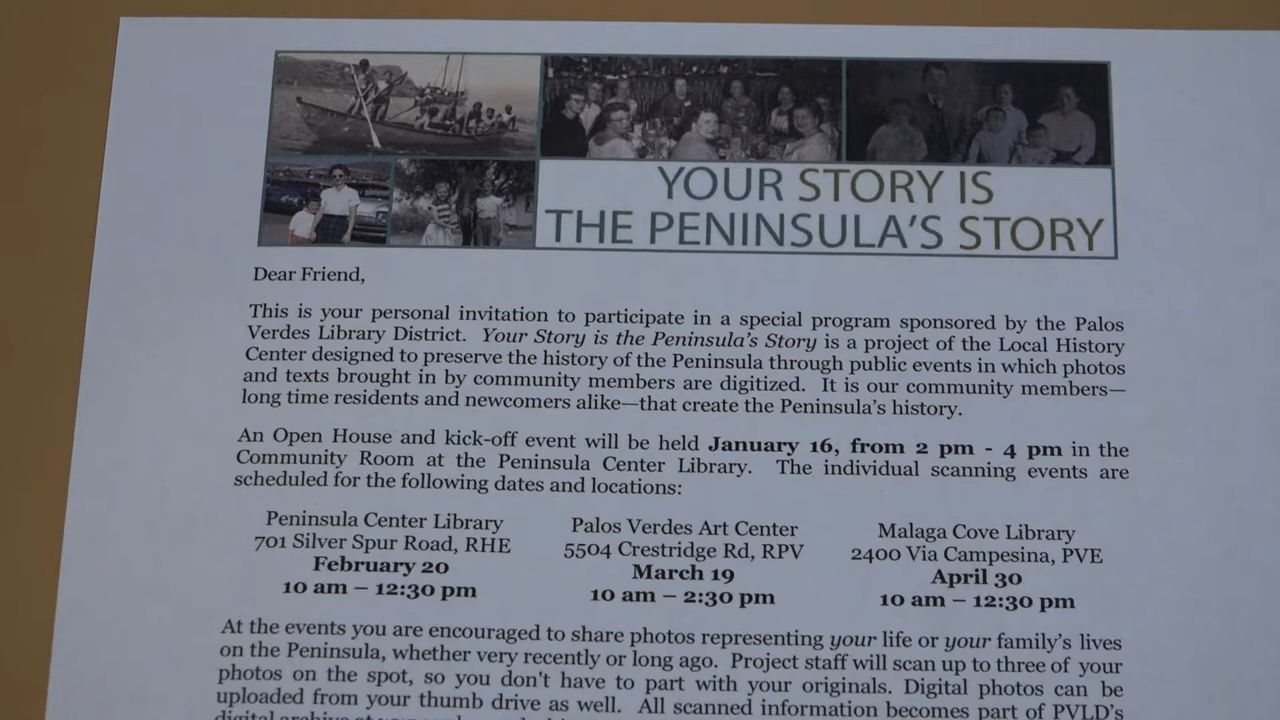 YOUR STORY IS
THE PENINSULA'S STORY
Dear Friend,
This is your personal invitation to participate in a special program sponsored by the Palos
Verdes Library District.  Your Story is the Peninsula's Story is a project of the Local History
Center designed to preserve the history of the Peninsula through public events in which photos
and texts brought in by community members are digitized.  It is our community members—
long time residents and newcomers alike—that create the Peninsula's history.
An Open House and kick-off event will be held January 16, from 2 pm - 4 pm in the
Community Room at the Peninsula Center Library.  The individual scanning events are
scheduled for the following dates and locations:
Peninsula Center Library
701 Silver Spur Road, RHE
February 20
10 am – 12:30 pm
Palos Verdes Art Center
5504 Crestridge Rd, RPV
March 19
10 am – 2:30 pm
Malaga Cove Library
2400 Via Campesina, PVE
April 30
10 am – 12:30 pm
At the events you are encouraged to share photos representing your life or your family's lives
on the Peninsula, whether very recently or long ago.  Project staff will scan up to three of your
photos on the spot, so you don't have to part with your originals. Digital photos can be
uploaded from your thumb drive as well.  All scanned information becomes part of PVLD's
digital archive at